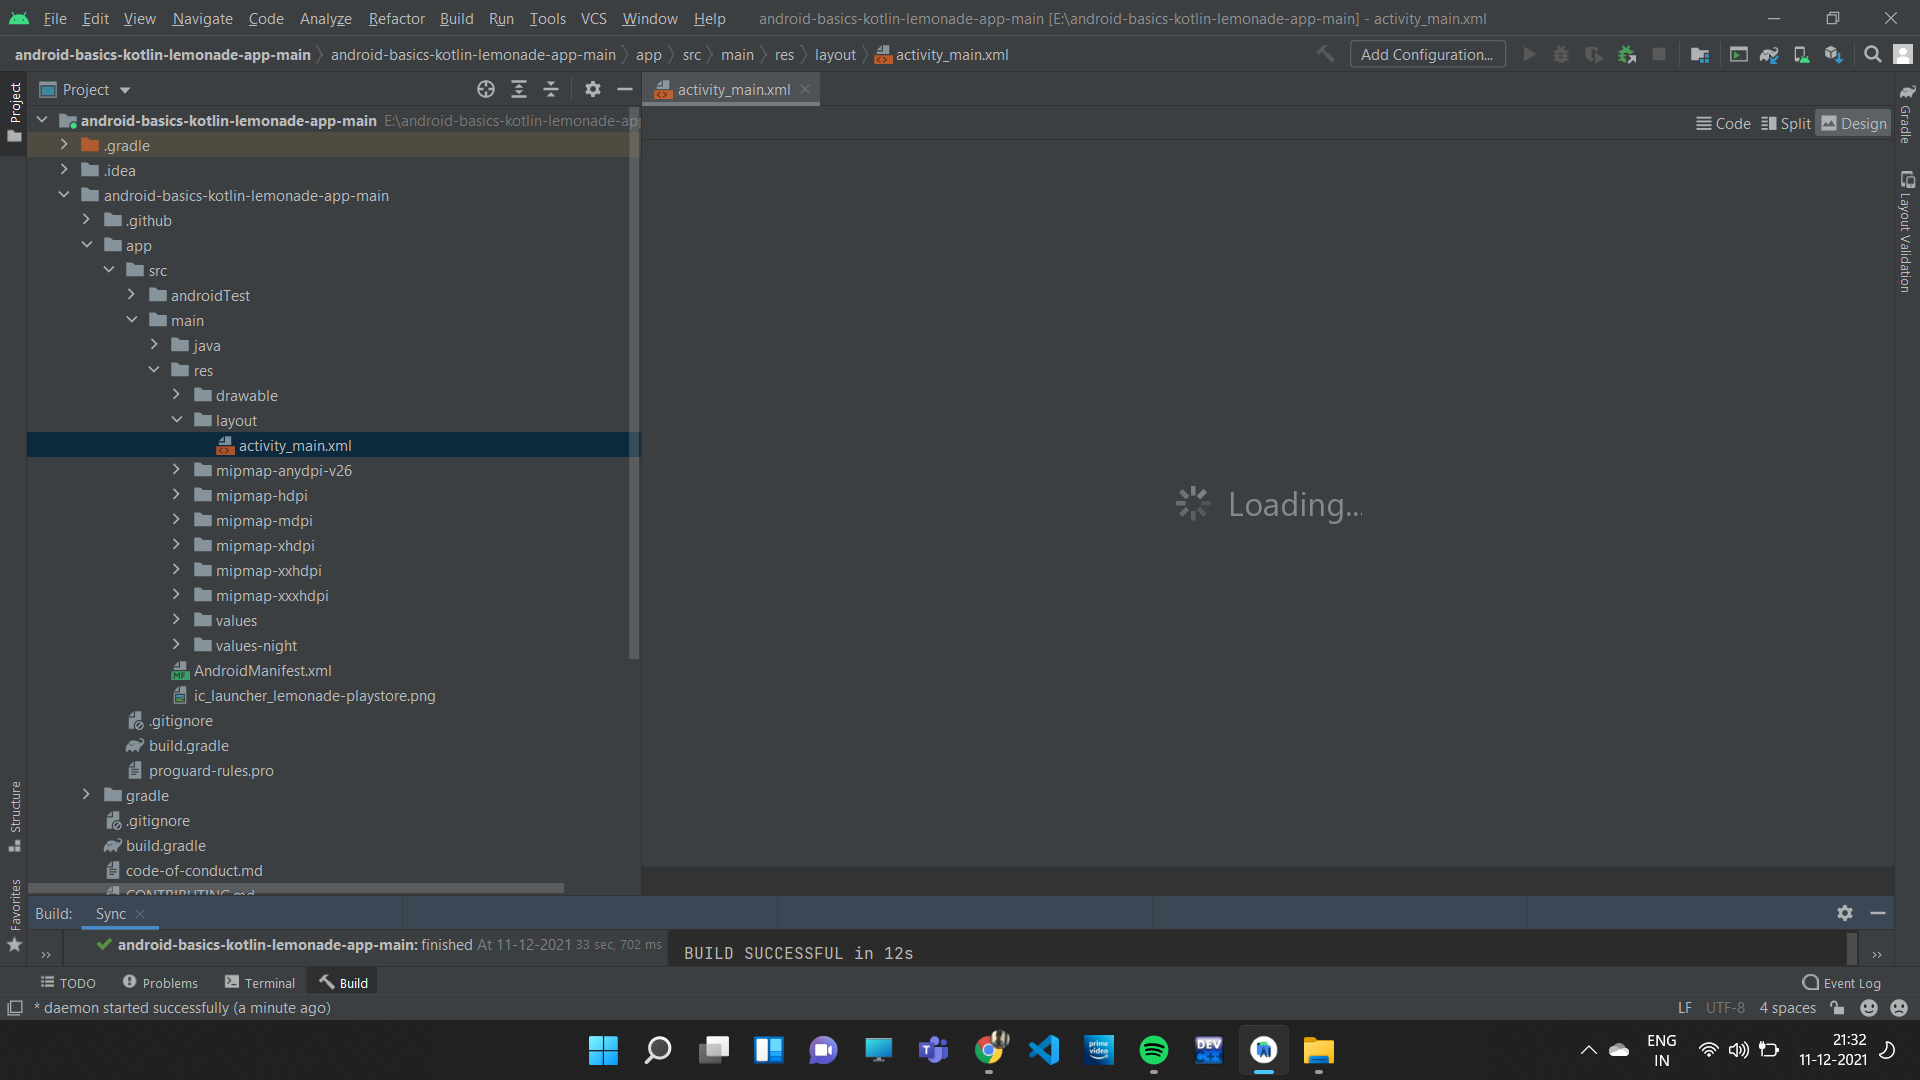 File Edit View Navigate Code Analyze Refactor Build Run Tools VCS Window Help android-basics-kotlin-lemonade-app-main [E:\android-basics-kotlin-lemonade-app-main] - activity_main.xml
android-basics-kotlin-lemonade-app-main android-basics-kotlin-lemonade-app-main app src main res layout activity_main.xml Add Configuration...
Project
Project
activity_main.xml
Code Split Design
Gradle
Layout Validation
android-basics-kotlin-lemonade-app-main E:\android-basics-kotlin-lemonade-ap
.gradle
.idea
android-basics-kotlin-lemonade-app-main
.github
app
src
androidTest
main
java
res
drawable
layout
activity_main.xml
mipmap-anydpi-v26
mipmap-hdpi
mipmap-mdpi
mipmap-xhdpi
mipmap-xxhdpi
mipmap-xxxhdpi
values
values-night
AndroidManifest.xml
ic_launcher_lemonade-playstore.png
.gitignore
build.gradle
proguard-rules.pro
gradle
.gitignore
build.gradle
code-of-conduct.md
CONTRIBUTING.md
Loading...
Structure
Favorites
Build: Sync
android-basics-kotlin-lemonade-app-main: finished At 11-12-2021 33 sec, 702 ms
BUILD SUCCESSFUL in 12s
TODO Problems Terminal Build Event Log
* daemon started successfully (a minute ago) LF UTF-8 4 spaces
prime video
DEV C++
ENG
IN
21:32
11-12-2021